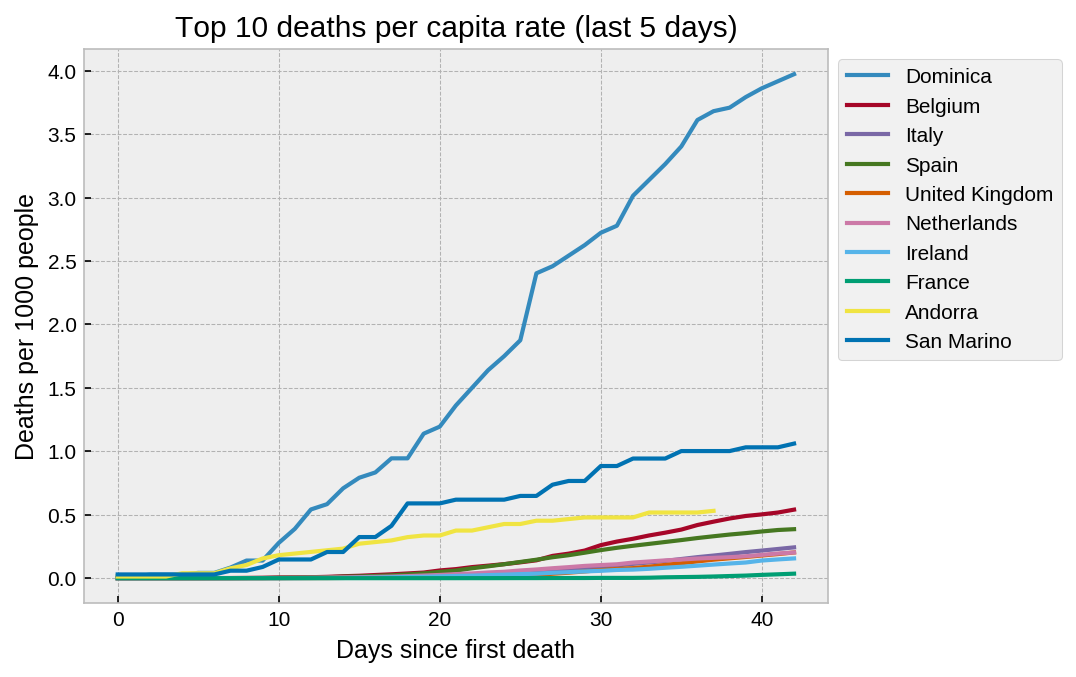 Top 10 deaths per capita rate (last 5 days)
Deaths per 1000 people
4.0
3.5
3.0
2.5
2.0
1.5
1.0
0.5
0.0
0 10 20 30 40
Days since first death
Dominica
Belgium
Italy
Spain
United Kingdom
Netherlands
Ireland
France
Andorra
San Marino